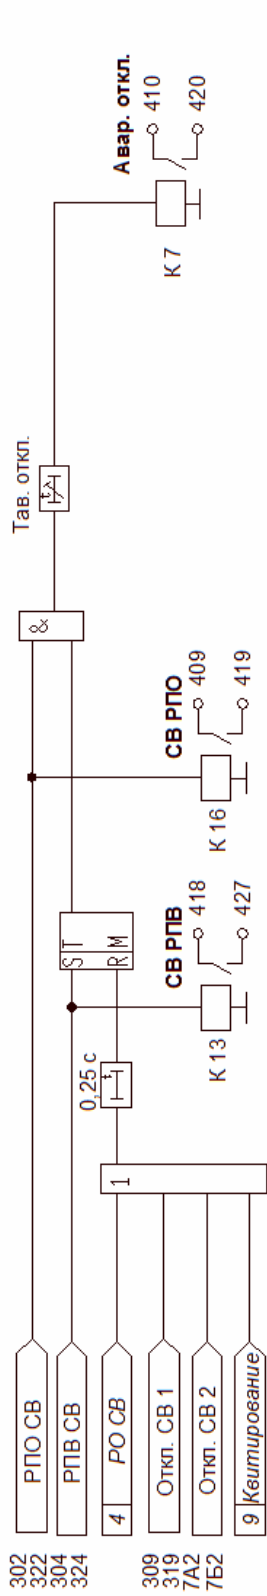 302
322
РПО СВ
304
324
РПВ СВ
4 РО СВ
309
319
Откл. СВ 1
7А2
7Б2
Откл. СВ 2
9 Квитирование
1
0,25 с
S T
R M
К 13
СВ РПВ
418
427
К 16
СВ РПО
409
419
&
Тав. откл.
t
К 7
Авар. откл.
410
420